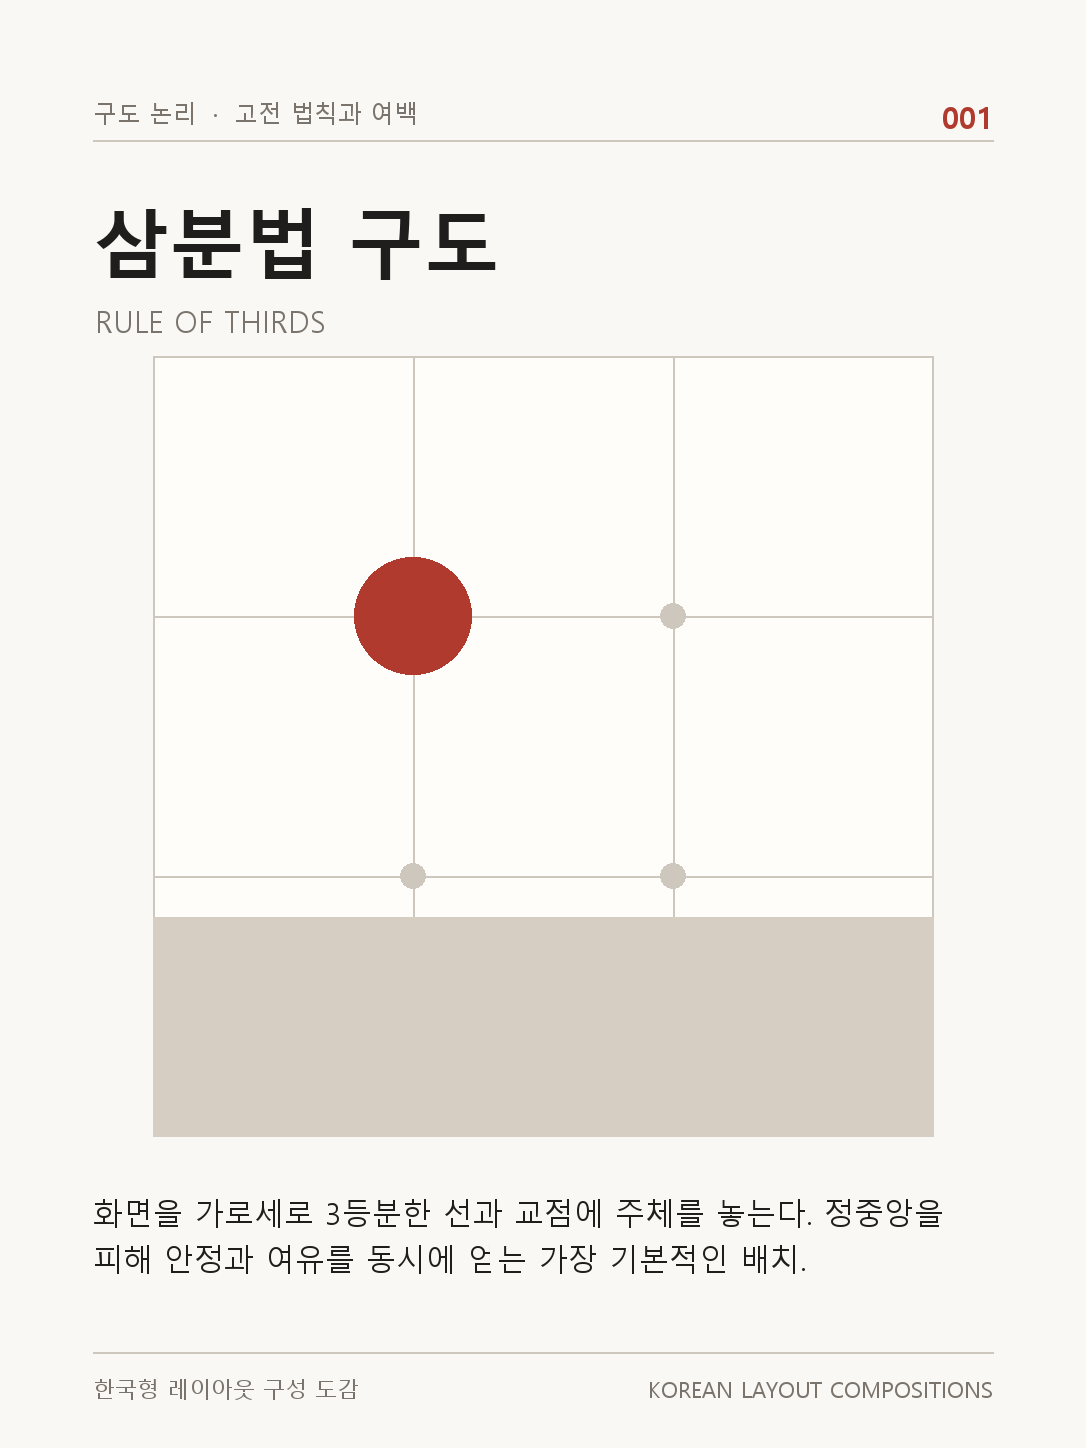 구도 논리 · 고전 법칙과 여백
001
삼분법 구도
RULE OF THIRDS
화면을 가로세로 3등분한 선과 교점에 주체를 놓는다. 정중앙을
피해 안정과 여유를 동시에 얻는 가장 기본적인 배치.
한국형 레이아웃 구성 도감
KOREAN LAYOUT COMPOSITIONS